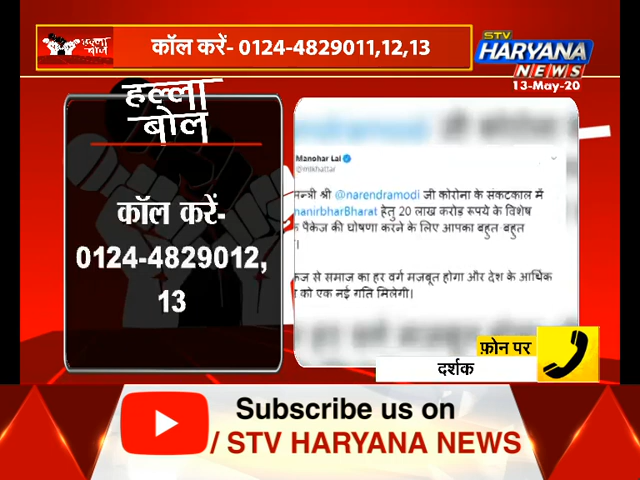 हल्ला
बोल
कॉल करें- 0124-4829011,12,13
STV
HARYANA
NEWS
13-May-20
हल्ला
बोल
कॉल करें-
0124-4829012,
13
Manohar Lal
@mlkhattar
मन्त्री श्री @narendramodi जी कोरोना के संकटकाल में
anirbharBharat हेतु 20 लाख करोड़ रूपये के विशेष
पैकेज की घोषणा करने के लिए आपका बहुत-बहुत
केज से समाज का हर वर्ग मजबूत होगा और देश के आर्थिक
को एक नई गति मिलेगी।
फ़ोन पर
दर्शक
Subscribe us on
/ STV HARYANA NEWS